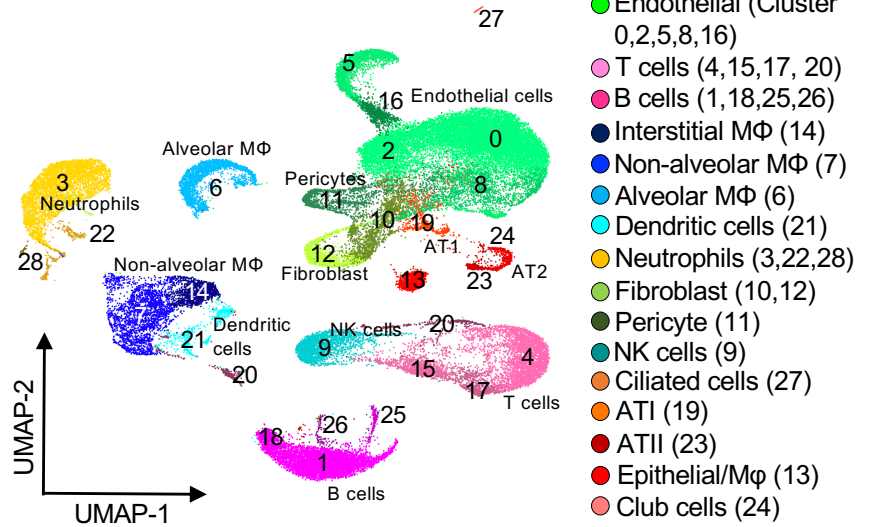 27
5
16
Endothelial cells
0
2
8
Alveolar MΦ
6
3
Neutrophils
22
28
Pericytes
11
10
19
AT1
24
12
Fibroblast
13
23
AT2
Non-alveolar MΦ
14
7
21
Dendritic
cells
20
NK cells
20
9
15
4
17
T cells
18
26
25
1
B cells
UMAP-2
UMAP-1
Endothelial (Cluster
0,2,5,8,16)
T cells (4,15,17, 20)
B cells (1,18,25,26)
Interstitial MΦ (14)
Non-alveolar MΦ (7)
Alveolar MΦ (6)
Dendritic cells (21)
Neutrophils (3,22,28)
Fibroblast (10,12)
Pericyte (11)
NK cells (9)
Ciliated cells (27)
ATI (19)
ATII (23)
Epithelial/Mφ (13)
Club cells (24)